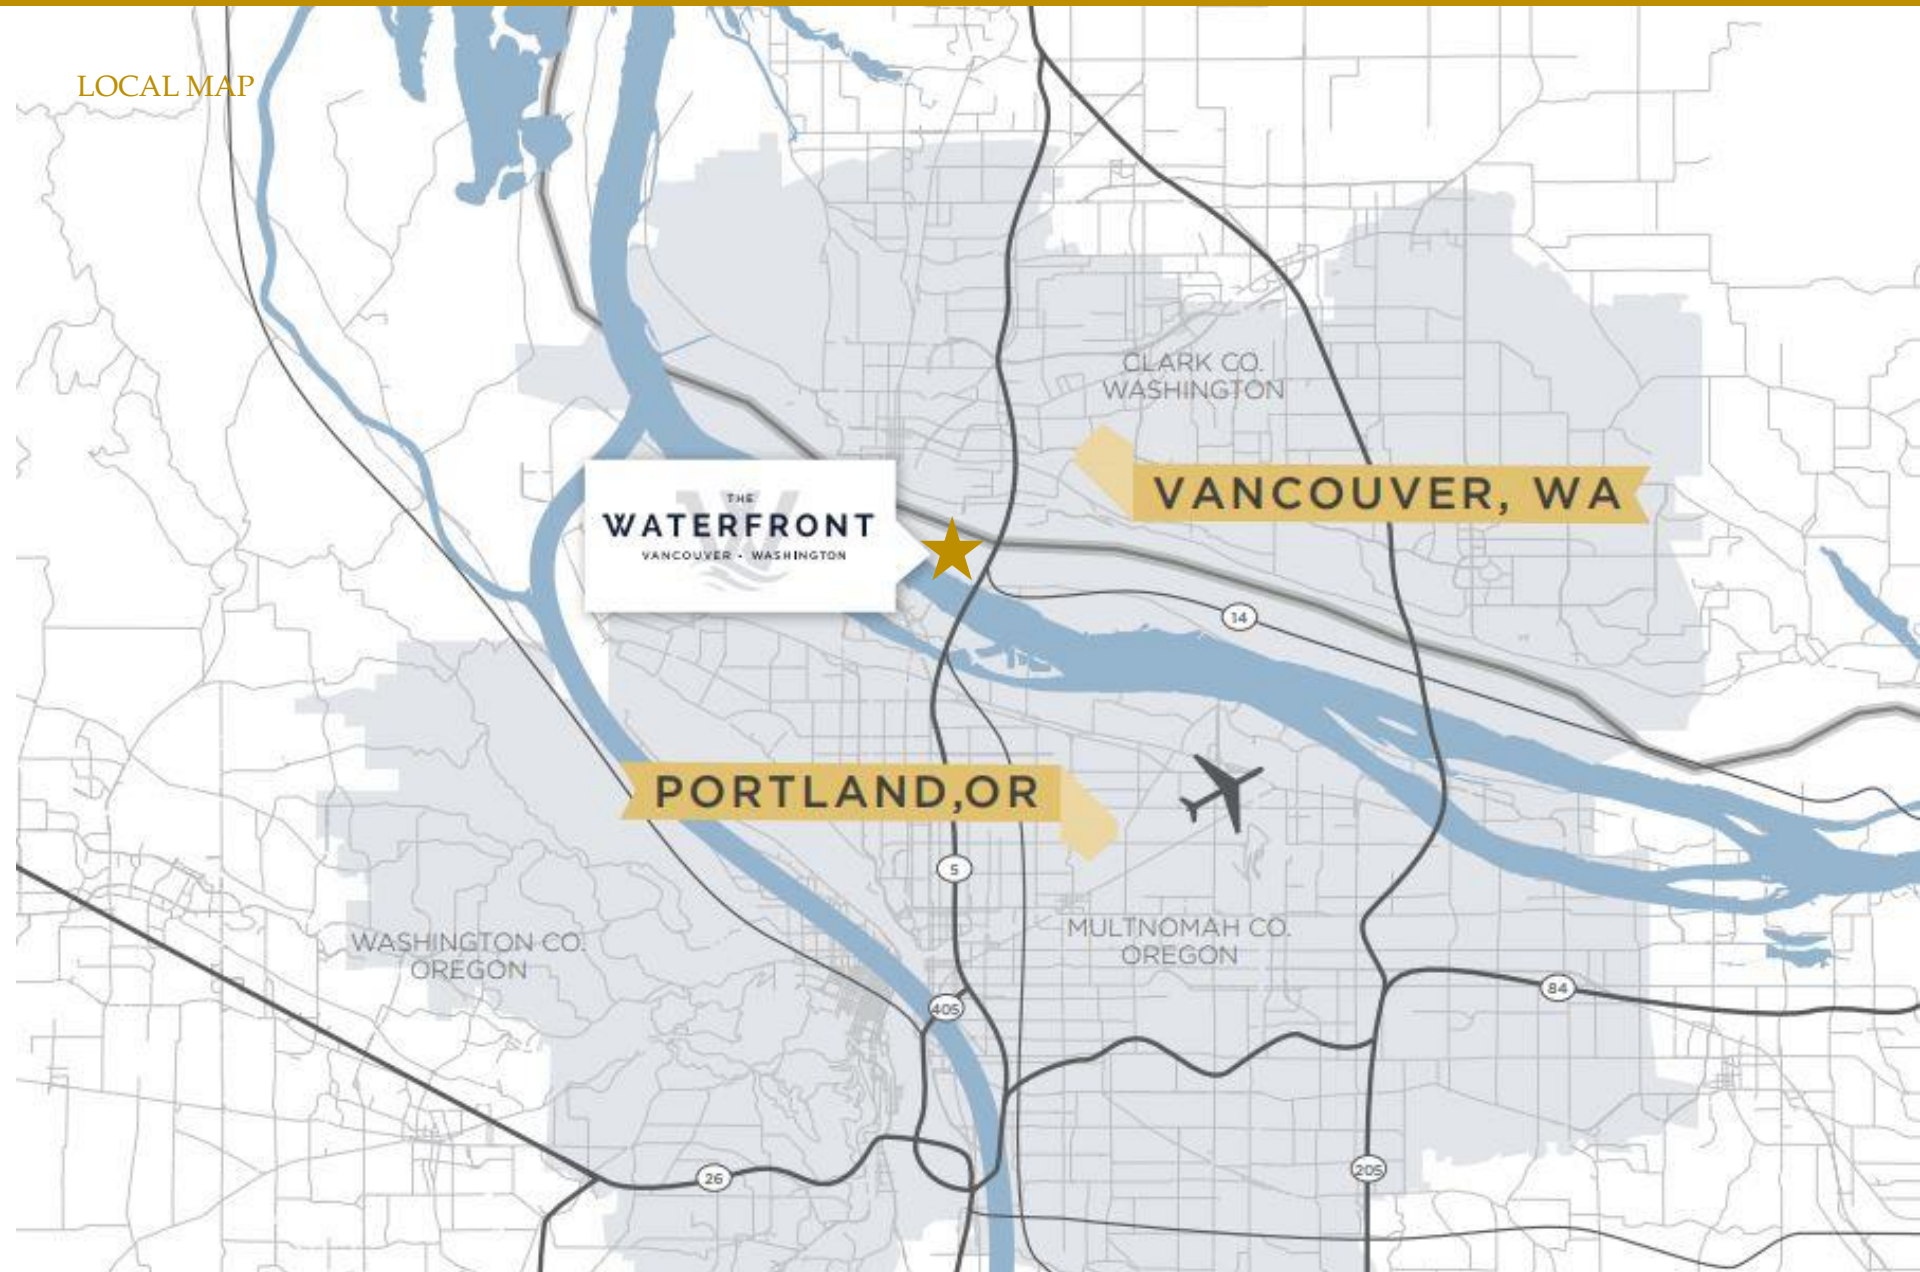 LOCAL MAP
CLARK CO.
WASHINGTON
VANCOUVER, WA
THE
WATERFRONT
VANCOUVER • WASHINGTON
14
PORTLAND,OR
5
MULTNOMAH CO.
OREGON
WASHINGTON CO.
OREGON
84
405
205
26